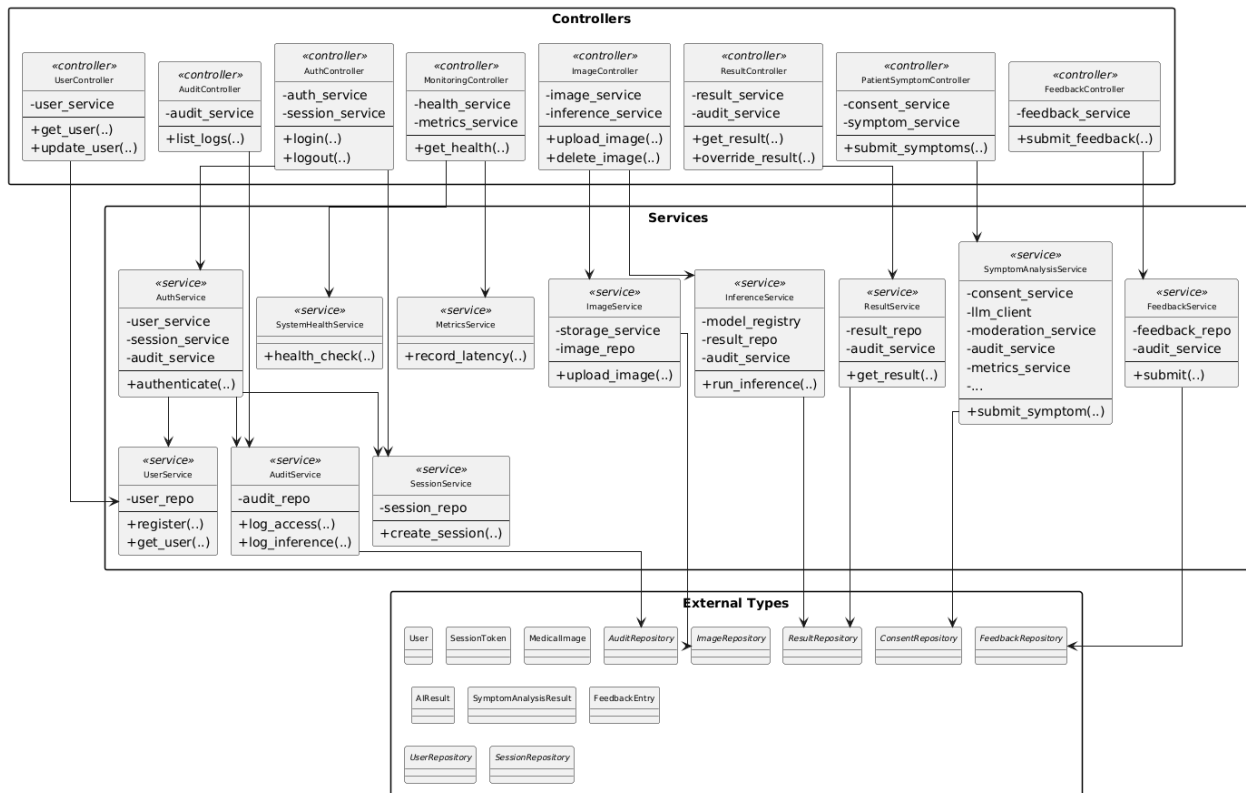 Controllers
«controller»
UserController
-user_service
+get_user(..)
+update_user(..)
«controller»
AuditController
-audit_service
+list_logs(..)
«controller»
AuthController
-auth_service
-session_service
+login(..)
+logout(..)
«controller»
MonitoringController
-health_service
-metrics_service
+get_health(..)
«controller»
ImageController
-image_service
-inference_service
+upload_image(..)
+delete_image(..)
«controller»
ResultController
-result_service
-audit_service
+get_result(..)
+override_result(..)
«controller»
PatientSymptomController
-consent_service
-symptom_service
+submit_symptoms(..)
«controller»
FeedbackController
-feedback_service
+submit_feedback(..)
Services
«service»
AuthService
-user_service
-session_service
-audit_service
+authenticate(..)
«service»
SystemHealthService
+health_check(..)
«service»
MetricsService
+record_latency(..)
«service»
ImageService
-storage_service
-image_repo
+upload_image(..)
«service»
InferenceService
-model_registry
-result_repo
-audit_service
+run_inference(..)
«service»
ResultService
-result_repo
-audit_service
+get_result(..)
«service»
SymptomAnalysisService
-consent_service
-llm_client
-moderation_service
-audit_service
-metrics_service
-...
+submit_symptom(..)
«service»
FeedbackService
-feedback_repo
-audit_service
+submit(..)
«service»
UserService
-user_repo
+register(..)
+get_user(..)
«service»
AuditService
-audit_repo
+log_access(..)
+log_inference(..)
«service»
SessionService
-session_repo
+create_session(..)
External Types
User
SessionToken
MedicalImage
AuditRepository
ImageRepository
ResultRepository
ConsentRepository
FeedbackRepository
AIResult
SymptomAnalysisResult
FeedbackEntry
UserRepository
SessionRepository